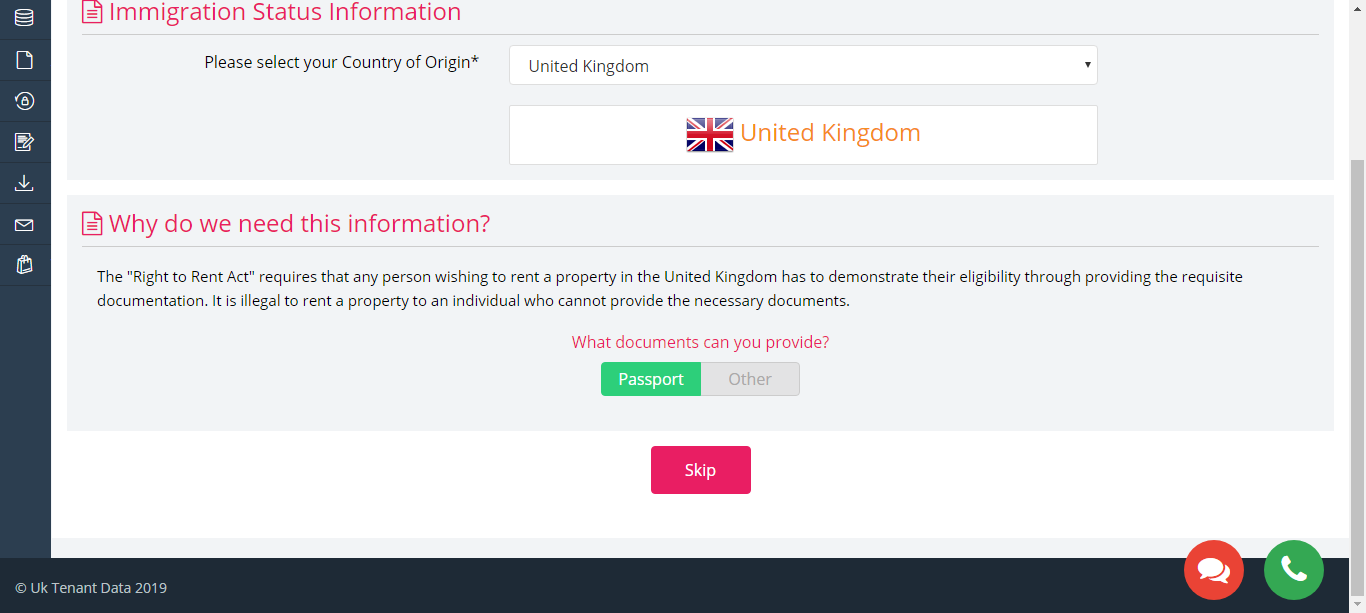 Immigration Status Information
Please select your Country of Origin*
United Kingdom
United Kingdom
Why do we need this information?
The "Right to Rent Act" requires that any person wishing to rent a property in the United Kingdom has to demonstrate their eligibility through providing the requisite
documentation. It is illegal to rent a property to an individual who cannot provide the necessary documents.
What documents can you provide?
Passport
Other
Skip
© Uk Tenant Data 2019